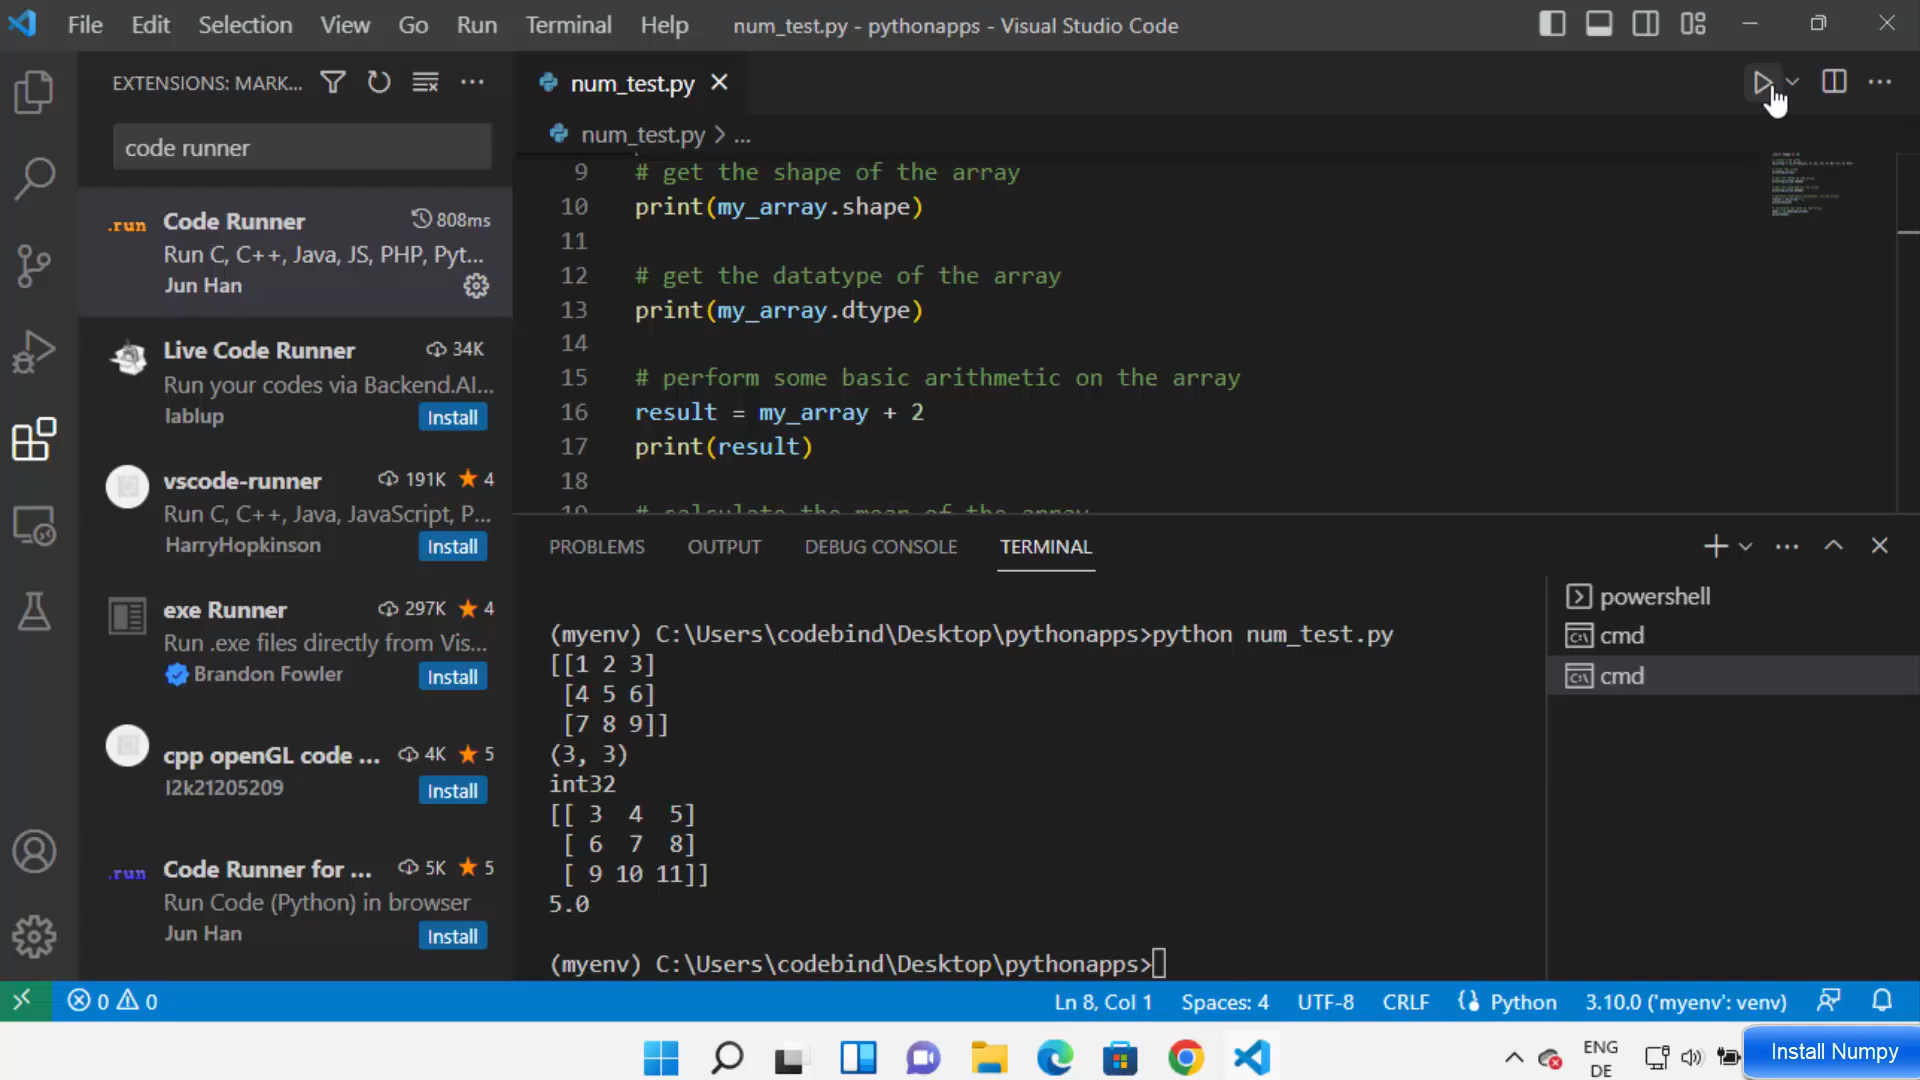 File Edit Selection View Go Run Terminal Help num_test.py - pythonapps - Visual Studio Code
EXTENSIONS: MARK...
code runner
.run Code Runner 808ms
Run C, C++, Java, JS, PHP, Pyt...
Jun Han
Live Code Runner 34K
Run your codes via Backend.AI...
lablup Install
vscode-runner 191K 4
Run C, C++, Java, JavaScript, P...
HarryHopkinson Install
exe Runner 297K 4
Run .exe files directly from Vis...
Brandon Fowler Install
cpp openGL code ... 4K 5
l2k21205209 Install
.run Code Runner for ... 5K 5
Run Code (Python) in browser
Jun Han Install
num_test.py
num_test.py > ...
9 # get the shape of the array
10 print(my_array.shape)
11
12 # get the datatype of the array
13 print(my_array.dtype)
14
15 # perform some basic arithmetic on the array
16 result = my_array + 2
17 print(result)
18
19 # calculate the mean of the array
PROBLEMS OUTPUT DEBUG CONSOLE TERMINAL
(myenv) C:\Users\codebind\Desktop\pythonapps>python num_test.py
[[1 2 3]
[4 5 6]
[7 8 9]]
(3, 3)
int32
[[ 3 4 5]
[ 6 7 8]
[ 9 10 11]]
5.0
(myenv) C:\Users\codebind\Desktop\pythonapps>
powershell
cmd
cmd
0 0 Ln 8, Col 1 Spaces: 4 UTF-8 CRLF Python 3.10.0 ('myenv': venv)
ENG
DE
Install Numpy